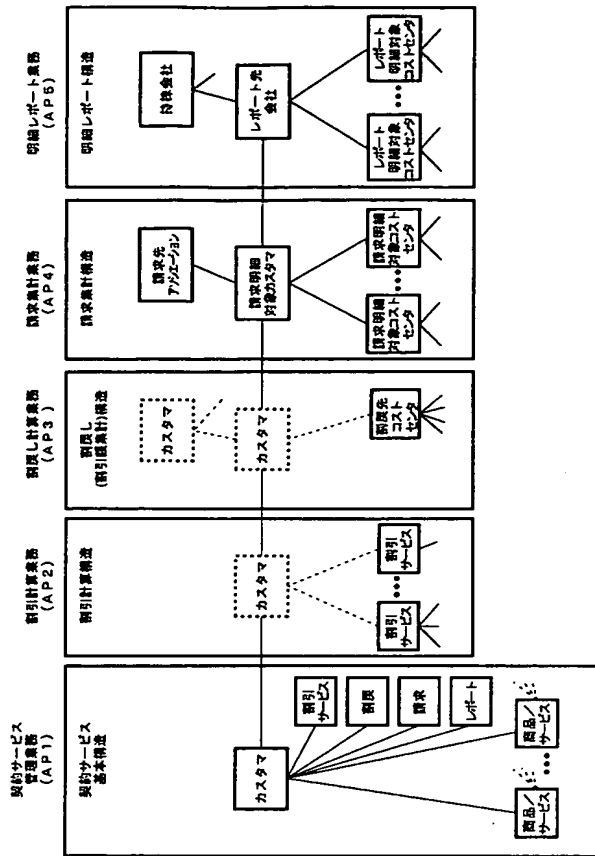 契約サービス
管理業務
(AP1)
契約サービス
基本構造
カスタマ
割引
サービス
割戻
請求
レポート
商品/
サービス
•••
商品/
サービス
割引計算業務
(AP2)
割引計算構造
カスタマ
割引
サービス
•••
割引
サービス
割戻し計算業務
(AP3)
割戻し
(割引額集計)構造
カスタマ
カスタマ
割戻先
コスト
センタ
請求集計業務
(AP4)
請求集計構造
請求先
アソシエーション
請求明細
対象カスタマ
請求明細
対象コスト
センタ
•••
請求明細
対象コスト
センタ
明細レポート業務
(AP5)
明細レポート構造
持株会社
レポート先
会社
レポート
明細対象
コストセンタ
•••
レポート
明細対象
コストセンタ